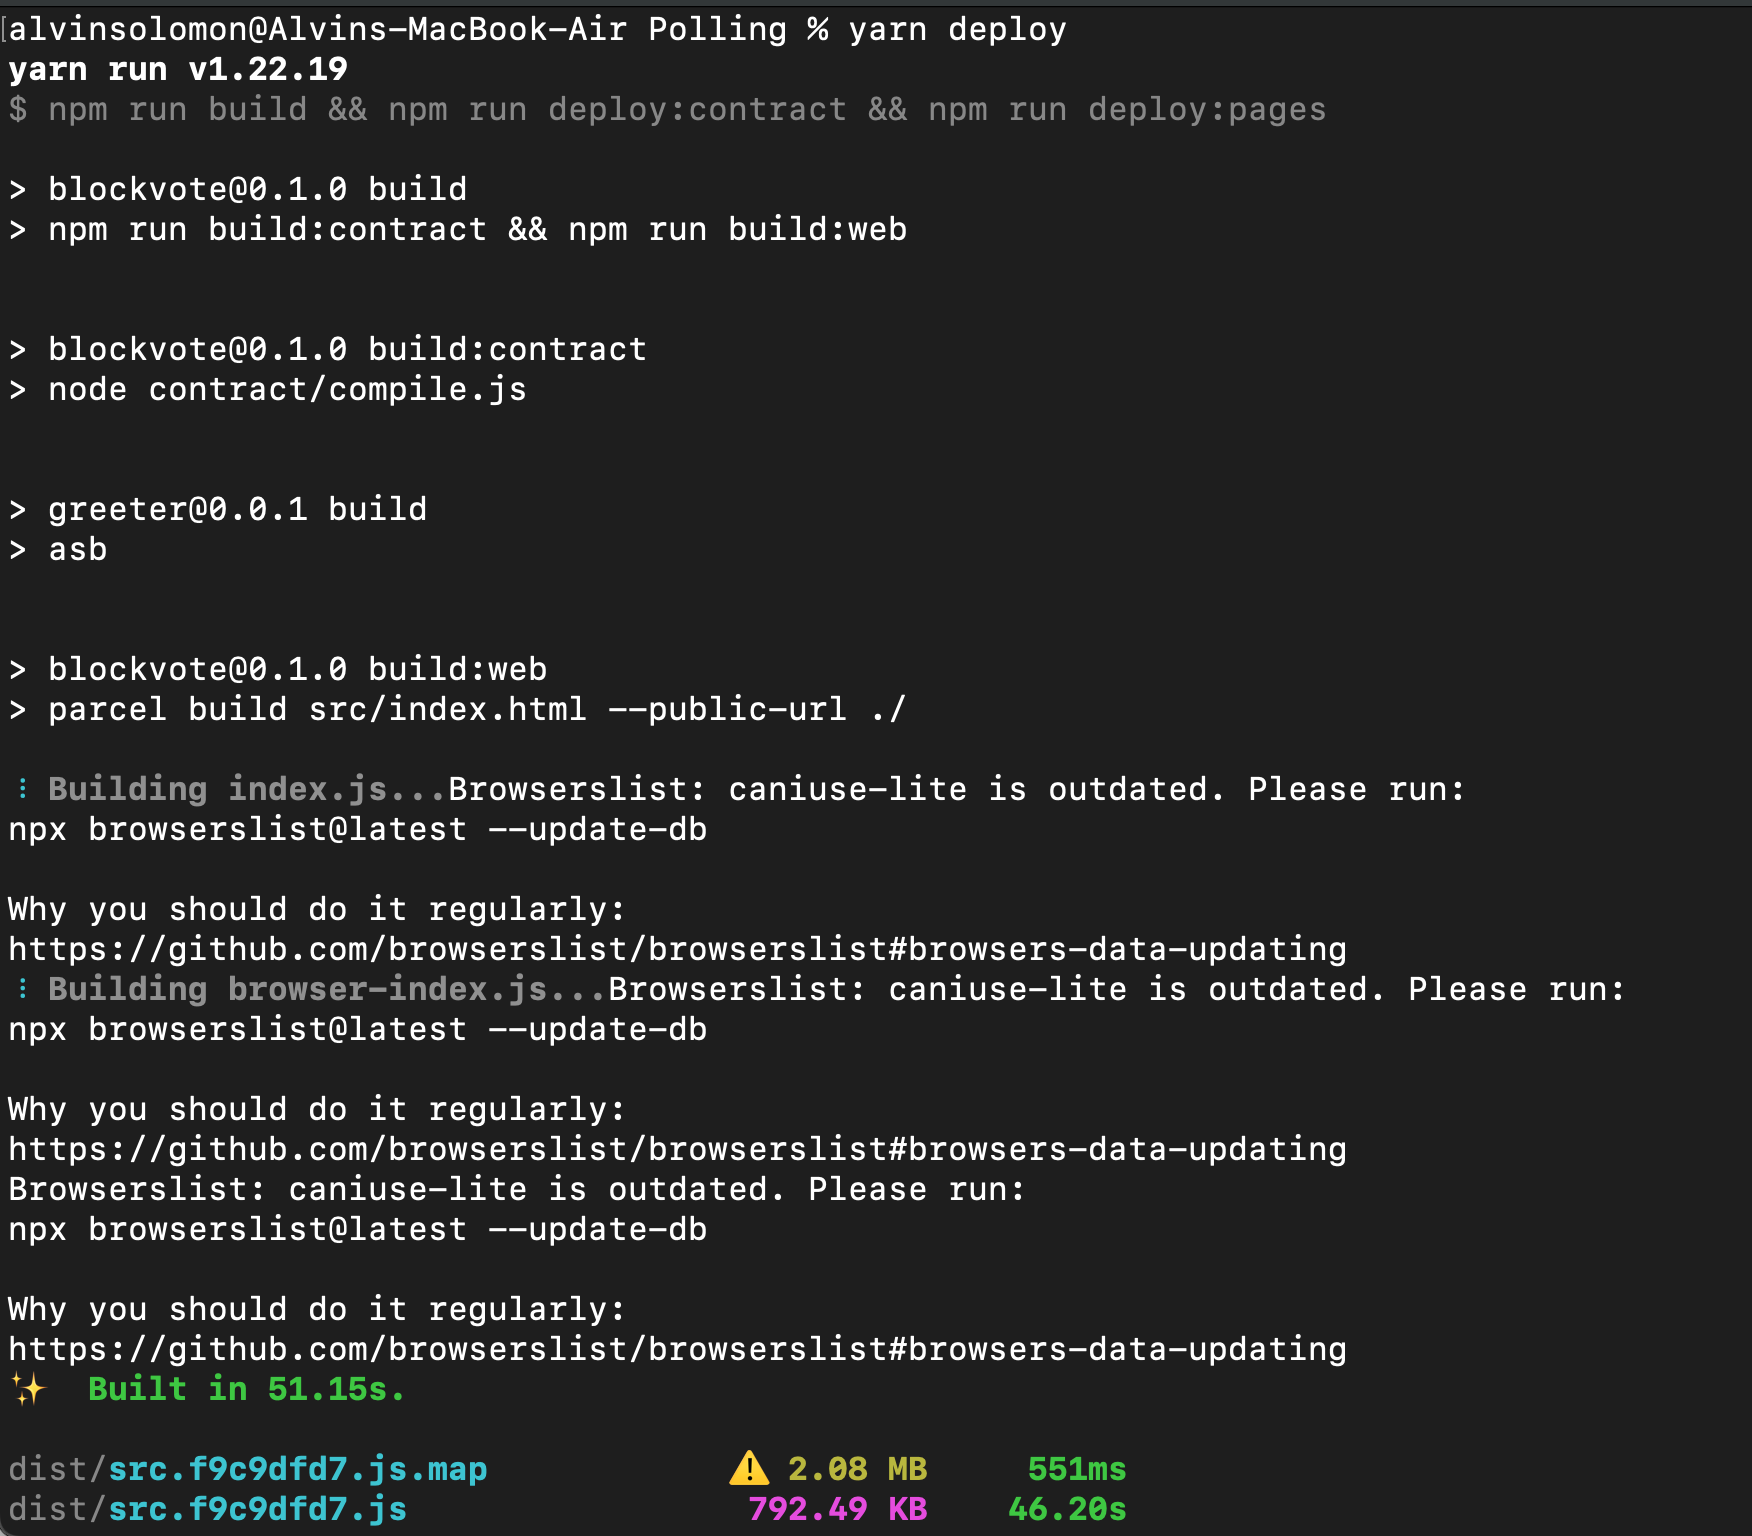 [alvinsolomon@Alvins-MacBook-Air Polling % yarn deploy
yarn run v1.22.19
$ npm run build && npm run deploy:contract && npm run deploy:pages
> blockvote@0.1.0 build
> npm run build:contract && npm run build:web
> blockvote@0.1.0 build:contract
> node contract/compile.js
> greeter@0.0.1 build
> asb
> blockvote@0.1.0 build:web
> parcel build src/index.html --public-url ./
⠸ Building index.js...Browserslist: caniuse-lite is outdated. Please run:
npx browserslist@latest --update-db
Why you should do it regularly:
https://github.com/browserslist/browserslist#browsers-data-updating
⠸ Building browser-index.js...Browserslist: caniuse-lite is outdated. Please run:
npx browserslist@latest --update-db
Why you should do it regularly:
https://github.com/browserslist/browserslist#browsers-data-updating
Browserslist: caniuse-lite is outdated. Please run:
npx browserslist@latest --update-db
Why you should do it regularly:
https://github.com/browserslist/browserslist#browsers-data-updating
✨ Built in 51.15s.
dist/src.f9c9dfd7.js.map ⚠️ 2.08 MB 551ms
dist/src.f9c9dfd7.js 792.49 KB 46.20s